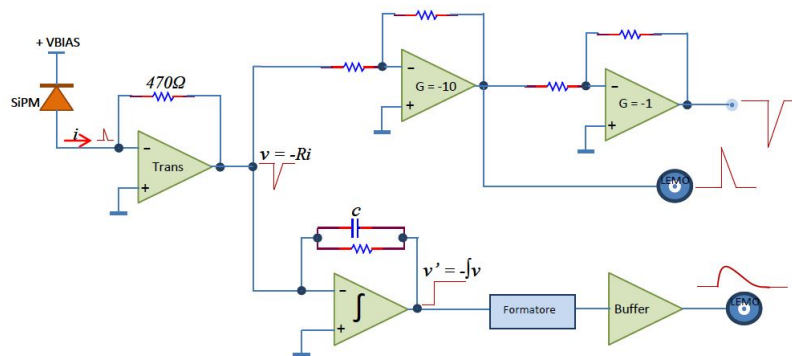 + VBIAS
SiPM
470Ω
i
Trans
v = -Ri
G = -10
G = -1
LEMO
c
∫
v’ = -∫v
Formatore
Buffer
LEMO